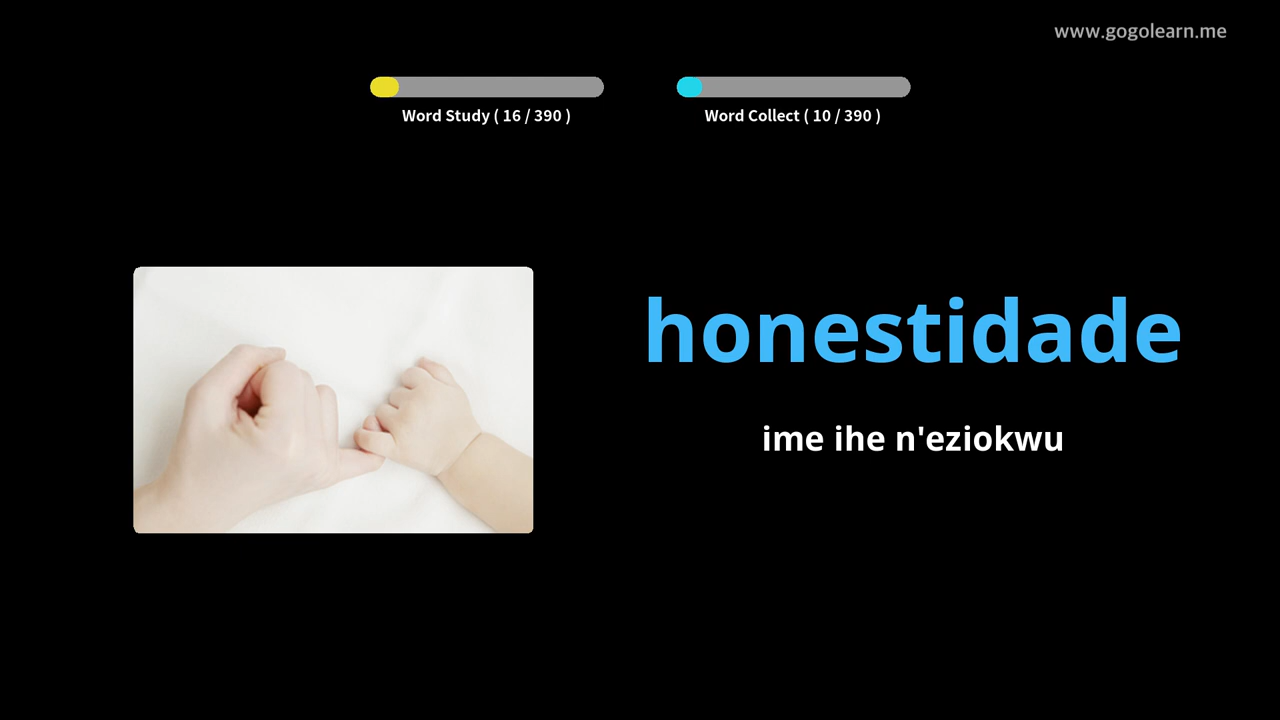 www.gogolearn.me
Word Study ( 16 / 390 )
Word Collect ( 10 / 390 )
honestidade
ime ihe n'eziokwu